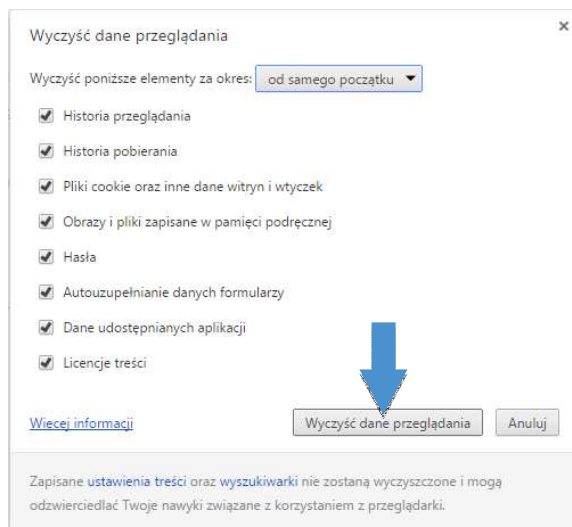 Wyczyść dane przeglądania
Wyczyść poniższe elementy za okres: od samego początku
Historia przeglądania
Historia pobierania
Pliki cookie oraz inne dane witryn i wtyczek
Obrazy i pliki zapisane w pamięci podręcznej
Hasła
Autouzupełnianie danych formularzy
Dane udostępnianych aplikacji
Licencje treści
Więcej informacji Wyczyść dane przeglądania Anuluj
Zapisane ustawienia treści oraz wyszukiwarki nie zostaną wyczyszczone i mogą
odzwierciedlać Twoje nawyki związane z korzystaniem z przeglądarki.